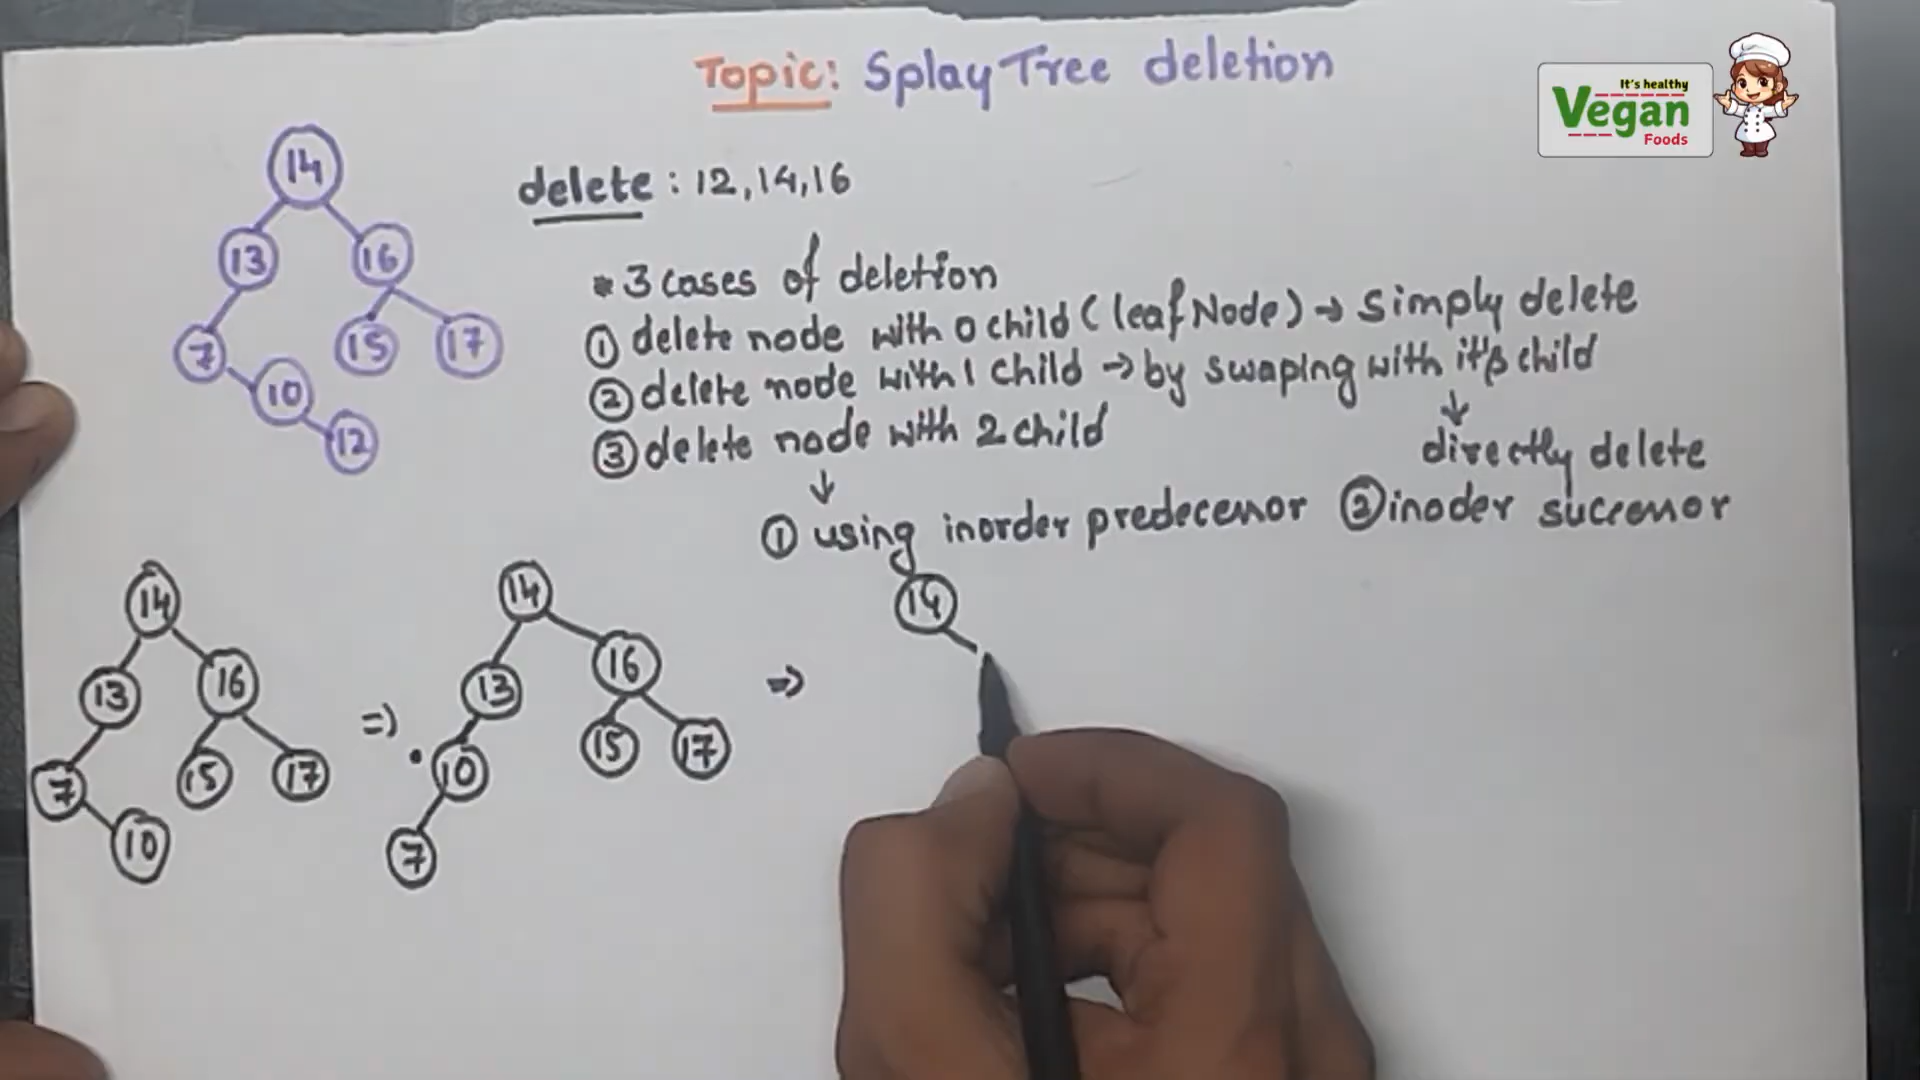 Topic: Splay Tree deletion
It's healthy
Vegan
Foods
delete : 12,14,16
14
13
16
7
15
17
10
12
* 3 cases of deletion
① delete node with 0 child (leaf Node) → Simply delete
② delete node with 1 child → by swaping with it's child
↓
directly delete
③ delete node with 2 child
↓
① using inorder predecessor ② inoder successor
14
13
16
7
15
17
10
=)
14
13
16
10
15
17
7
⇒
14